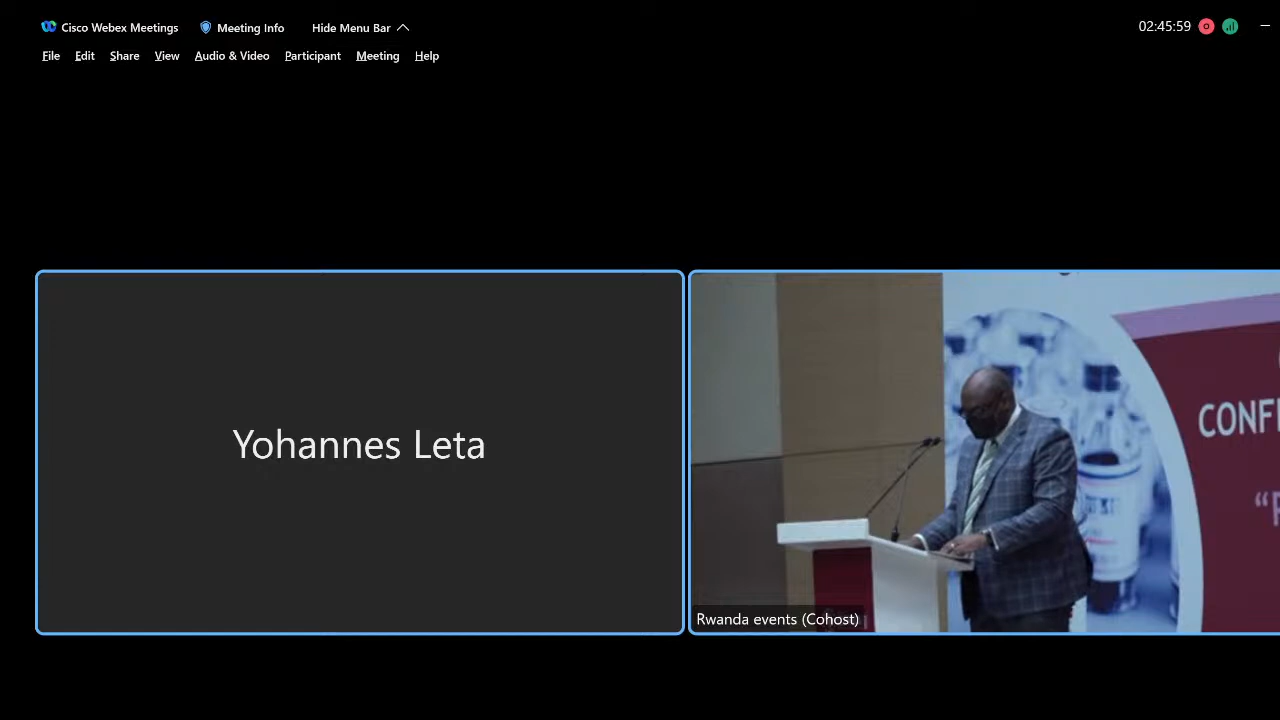 Cisco Webex Meetings Meeting Info Hide Menu Bar 02:45:59
File Edit Share View Audio & Video Participant Meeting Help
Yohannes Leta
CONF
Rwanda events (Cohost)